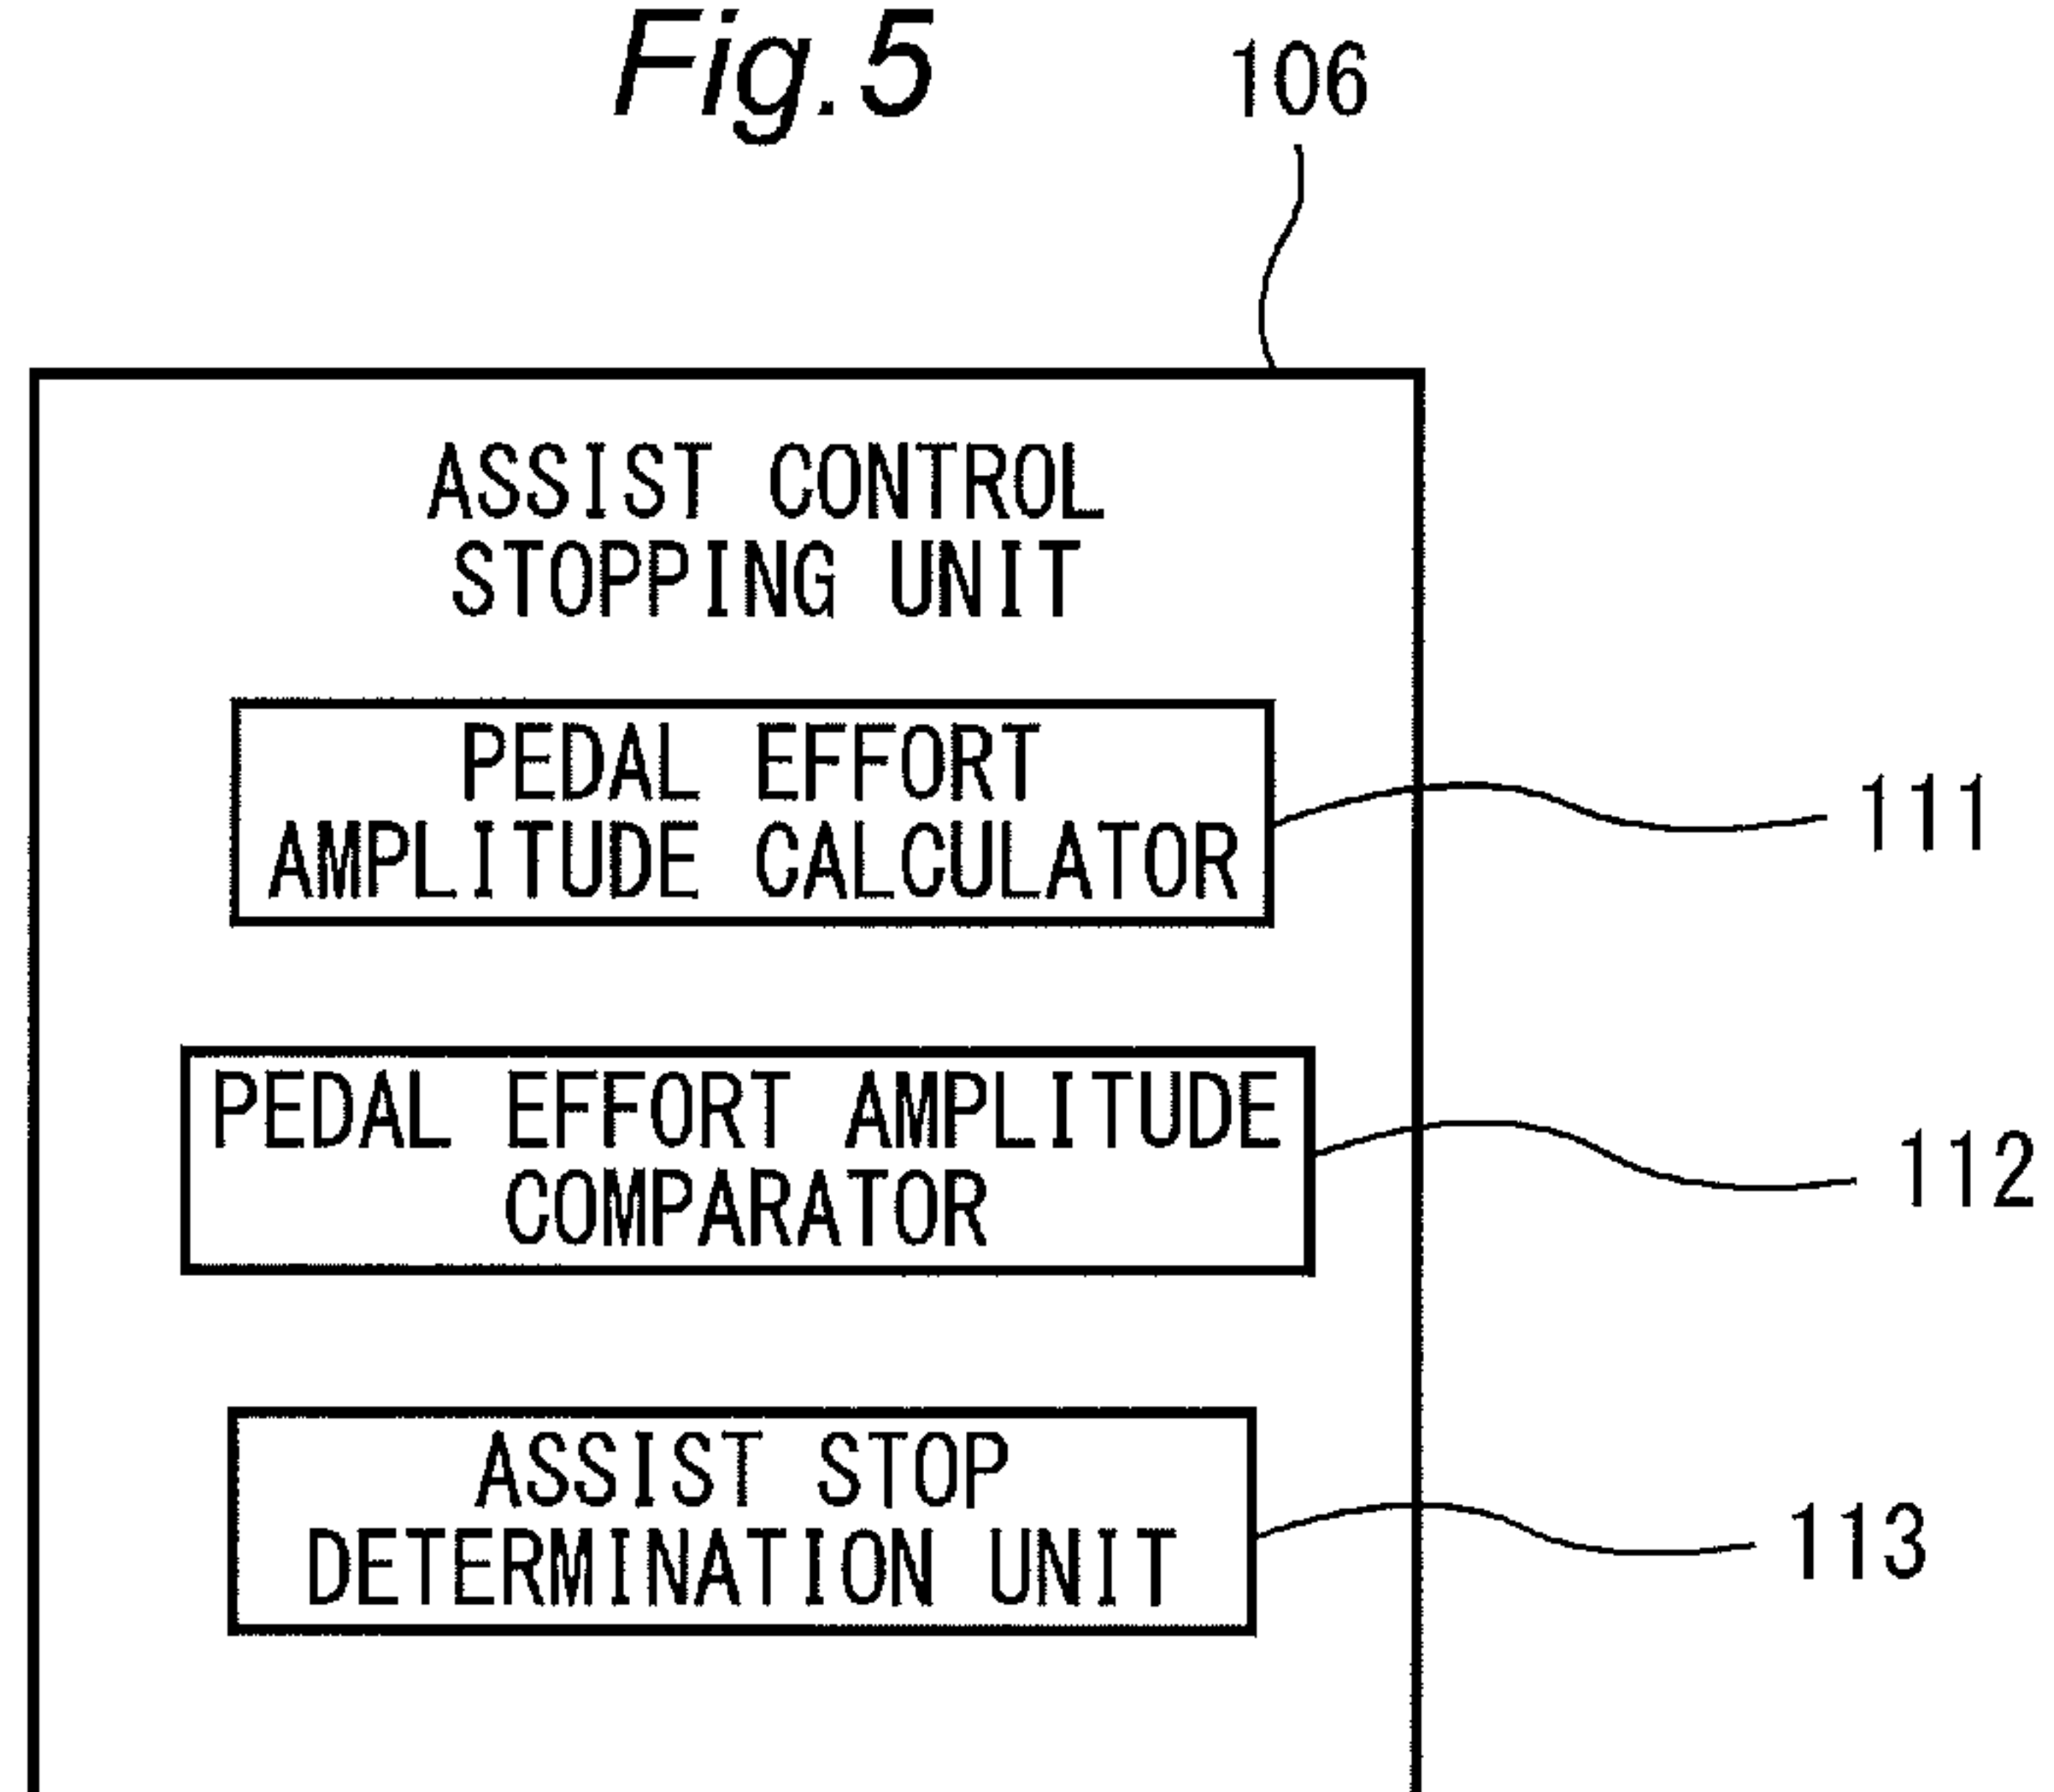 Fig.5
106
ASSIST CONTROL
STOPPING UNIT
PEDAL EFFORT
AMPLITUDE CALCULATOR
111
PEDAL EFFORT AMPLITUDE
COMPARATOR
112
ASSIST STOP
DETERMINATION UNIT
113